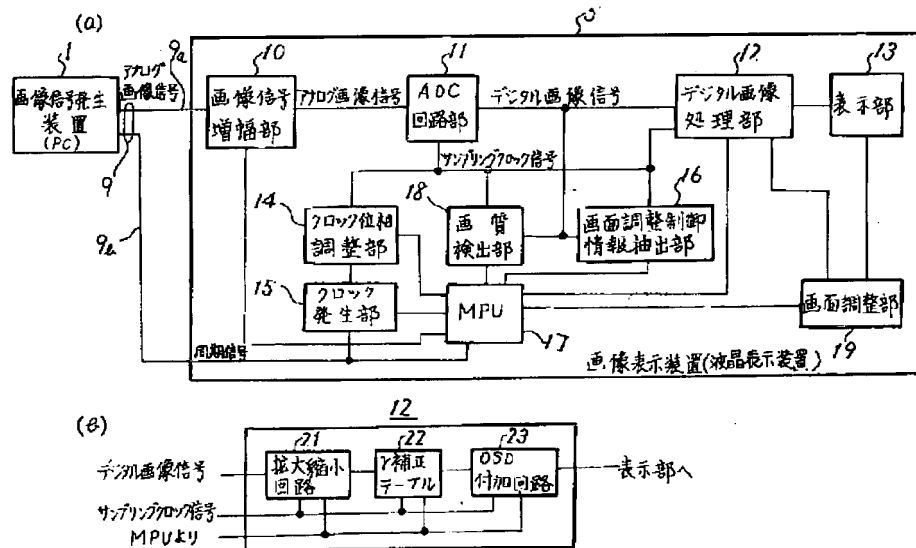 (a)
1
画像信号発生
装置
(PC)
アナログ
画像信号
9a
9
9b
10
画像信号
増幅部
アナログ画像信号
11
ADC
回路部
デジタル画像信号
12
デジタル画像
処理部
13
表示部
サンプリングクロック信号
14
クロック位相
調整部
18
画質
検出部
16
画面調整制御
情報抽出部
15
クロック
発生部
MPU
17
画面調整部
19
同期信号
画像表示装置(液晶表示装置)
12
デジタル画像信号
21
拡大縮小
回路
22
γ補正
テーブル
23
OSD
付加回路
表示部へ
サンプリングクロック信号
MPUより